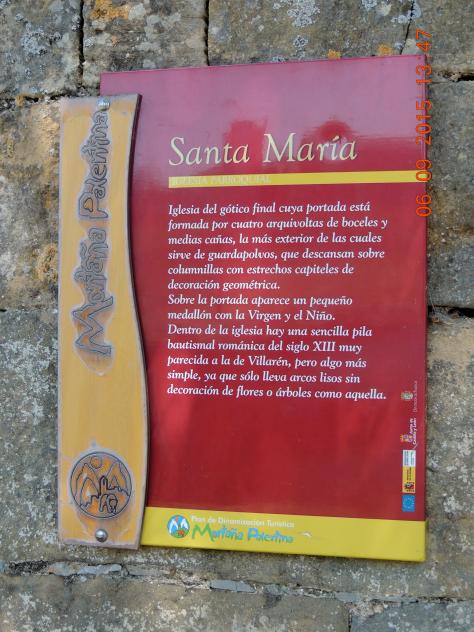 Montaña Palentina
Santa María
IGLESIA PARROQUIAL
Iglesia del gótico final cuya portada está
formada por cuatro arquivoltas de boceles y
medias cañas, la más exterior de las cuales
sirve de guardapolvos, que descansan sobre
columnillas con estrechos capiteles de
decoración geométrica.
Sobre la portada aparece un pequeño
medallón con la Virgen y el Niño.
Dentro de la iglesia hay una sencilla pila
bautismal románica del siglo XIII muy
parecida a la de Villarén, pero algo más
simple, ya que sólo lleva arcos lisos sin
decoración de flores o árboles como aquella.
Junta de
Castilla y León
Plan de Dinamización Turística
Montaña Palentina
06.09.2015 13:47